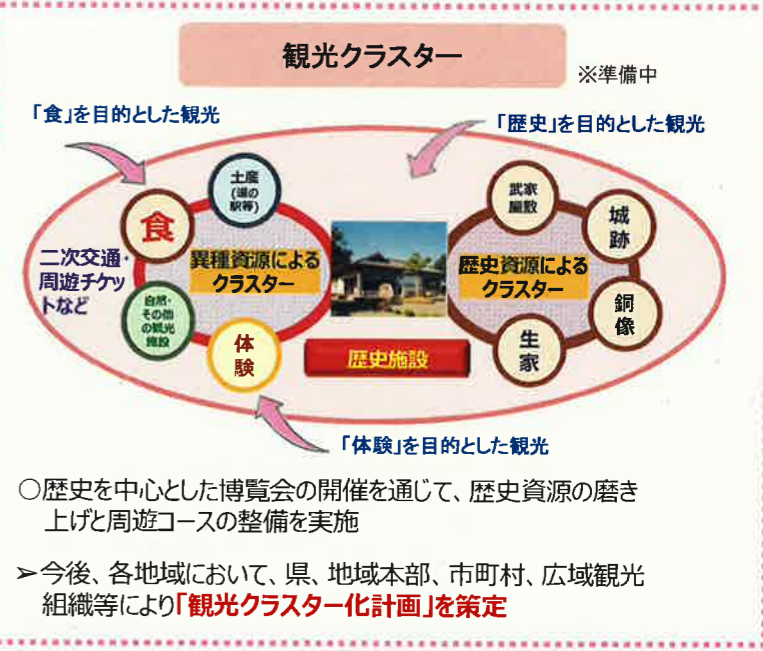 観光クラスター
※準備中
「食」を目的とした観光
「歴史」を目的とした観光
土産
(道の
駅等)
食
二次交通・
周遊チケッ
トなど
異種資源による
クラスター
自然・
その他
の観光
施設
体
験
歴史施設
武家
屋敷
城
跡
歴史資源による
クラスター
銅
像
生
家
「体験」を目的とした観光
○歴史を中心とした博覧会の開催を通じて、歴史資源の磨き
上げと周遊コースの整備を実施
➢今後、各地域において、県、地域本部、市町村、広域観光
組織等により「観光クラスター化計画」を策定